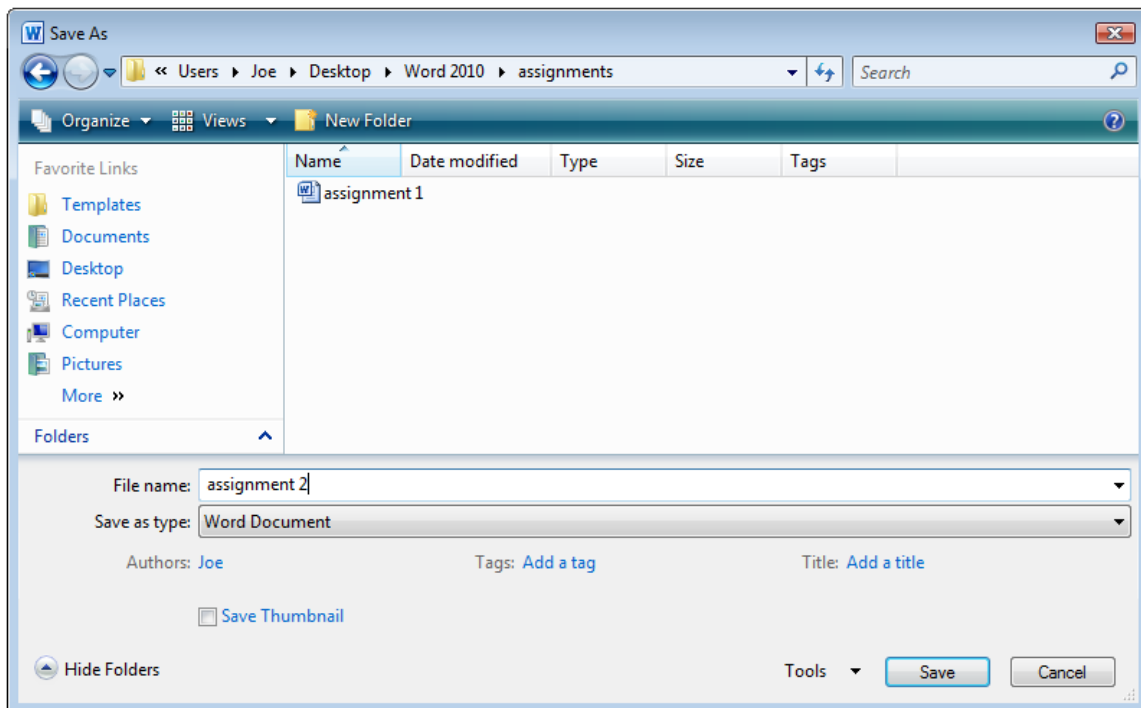 W Save As
« Users Joe Desktop Word 2010 assignments Search
Organize Views New Folder ?
Favorite Links Name Date modified Type Size Tags
Templates W assignment 1
Documents
Desktop
Recent Places
Computer
Pictures
More »
Folders
File name: assignment 2
Save as type: Word Document
Authors: Joe Tags: Add a tag Title: Add a title
Save Thumbnail
Hide Folders Tools Save Cancel